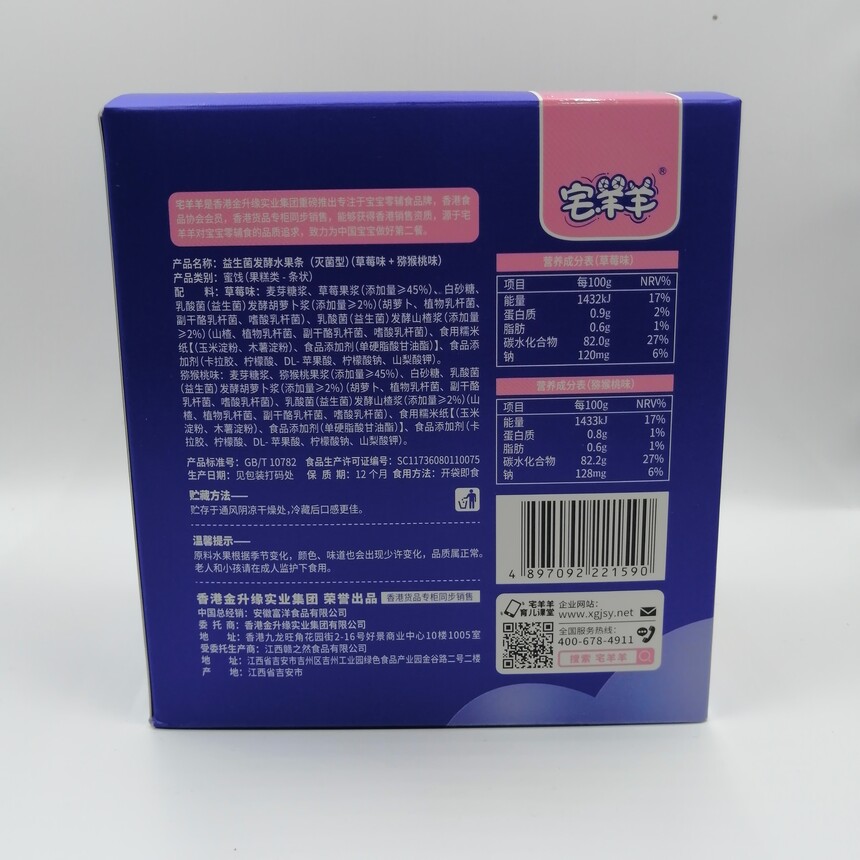 宅羊羊®
宅羊羊是香港金升缘实业集团重磅推出专注于宝宝零辅食品牌，香港食
品协会会员，香港货品专柜同步销售，能够获得香港销售资质，源于宅
羊羊对宝宝零辅食的品质追求，致力为中国宝宝做好第二餐。
产品名称：益生菌发酵水果条（灭菌型）（草莓味+猕猴桃味）
产品类别：蜜饯（果糕类-条状）
配 料：草莓味：麦芽糖浆、草莓果浆（添加量≥45%）、白砂糖、
乳酸菌（益生菌）发酵胡萝卜浆（添加量≥2%）（胡萝卜、植物乳杆菌、
副干酪乳杆菌、嗜酸乳杆菌）、乳酸菌（益生菌）发酵山楂浆（添加量
≥2%）（山楂、植物乳杆菌、副干酪乳杆菌、嗜酸乳杆菌）、食用糯米
纸【（玉米淀粉、木薯淀粉）、食品添加剂（单硬脂酸甘油酯）】、食品添
加剂（卡拉胶、柠檬酸、DL-苹果酸、柠檬酸钠、山梨酸钾）。
猕猴桃味：麦芽糖浆、猕猴桃果浆（添加量≥45%）、白砂糖、乳酸菌
（益生菌）发酵胡萝卜浆（添加量≥2%）（胡萝卜、植物乳杆菌、副干酪
乳杆菌、嗜酸乳杆菌）、乳酸菌（益生菌）发酵山楂浆（添加量≥2%）（山
楂、植物乳杆菌、副干酪乳杆菌、嗜酸乳杆菌）、食用糯米纸【（玉米
淀粉、木薯淀粉）、食品添加剂（单硬脂酸甘油酯）】、食品添加剂（卡
拉胶、柠檬酸、DL-苹果酸、柠檬酸钠、山梨酸钾）。
产品标准号：GB/T 10782 食品生产许可证编号：SC11736080110075
生产日期：见包装打码处 保 质 期：12个月 食用方法：开袋即食
贮藏方法——
贮存于通风阴凉干燥处，冷藏后口感更佳。
温馨提示——
原料水果根据季节变化，颜色、味道也会出现少许变化，品质属正常。
老人和小孩请在成人监护下食用。
香港金升缘实业集团 荣誉出品 香港货品专柜同步销售
中国总经销：安徽富洋食品有限公司
委 托 商：香港金升缘实业集团有限公司
地 址：香港九龙旺角花园街2-16号好景商业中心10楼1005室
受委托生产商：江西赣之然食品有限公司
地 址：江西省吉安市吉州区吉州工业园绿色食品产业园金谷路二号二楼
产 地：江西省吉安市
营养成分表（草莓味）
项目 每100g NRV%
能量 1432kJ 17%
蛋白质 0.9g 2%
脂肪 0.6g 1%
碳水化合物 82.0g 27%
钠 120mg 6%
营养成分表（猕猴桃味）
项目 每100g NRV%
能量 1433kJ 17%
蛋白质 0.8g 1%
脂肪 0.6g 1%
碳水化合物 82.2g 27%
钠 128mg 6%
4 897092 221590
宅羊羊
育儿课堂
企业网站：
www.xgjsy.net
全国服务热线：
400-678-4911
搜索 宅羊羊